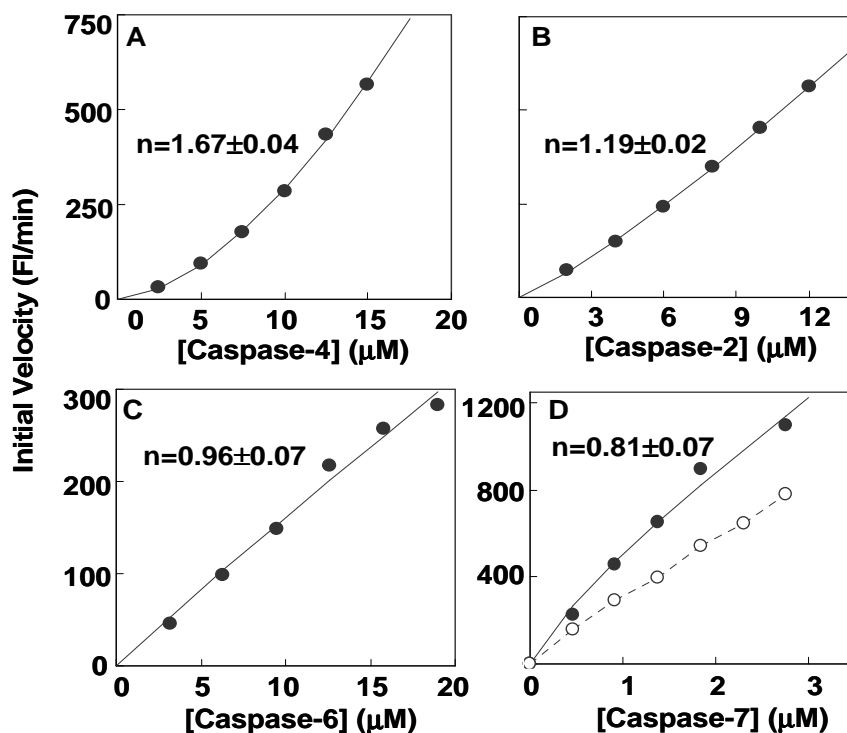 Initial Velocity (Fl/min)
A
n=1.67±0.04
750
500
250
0
0 5 10 15 20
[Caspase-4] (μM)
B
n=1.19±0.02
0 3 6 9 12
[Caspase-2] (μM)
C
n=0.96±0.07
300
200
100
0
0 5 10 15 20
[Caspase-6] (μM)
D
n=0.81±0.07
1200
800
400
0 1 2 3
[Caspase-7] (μM)